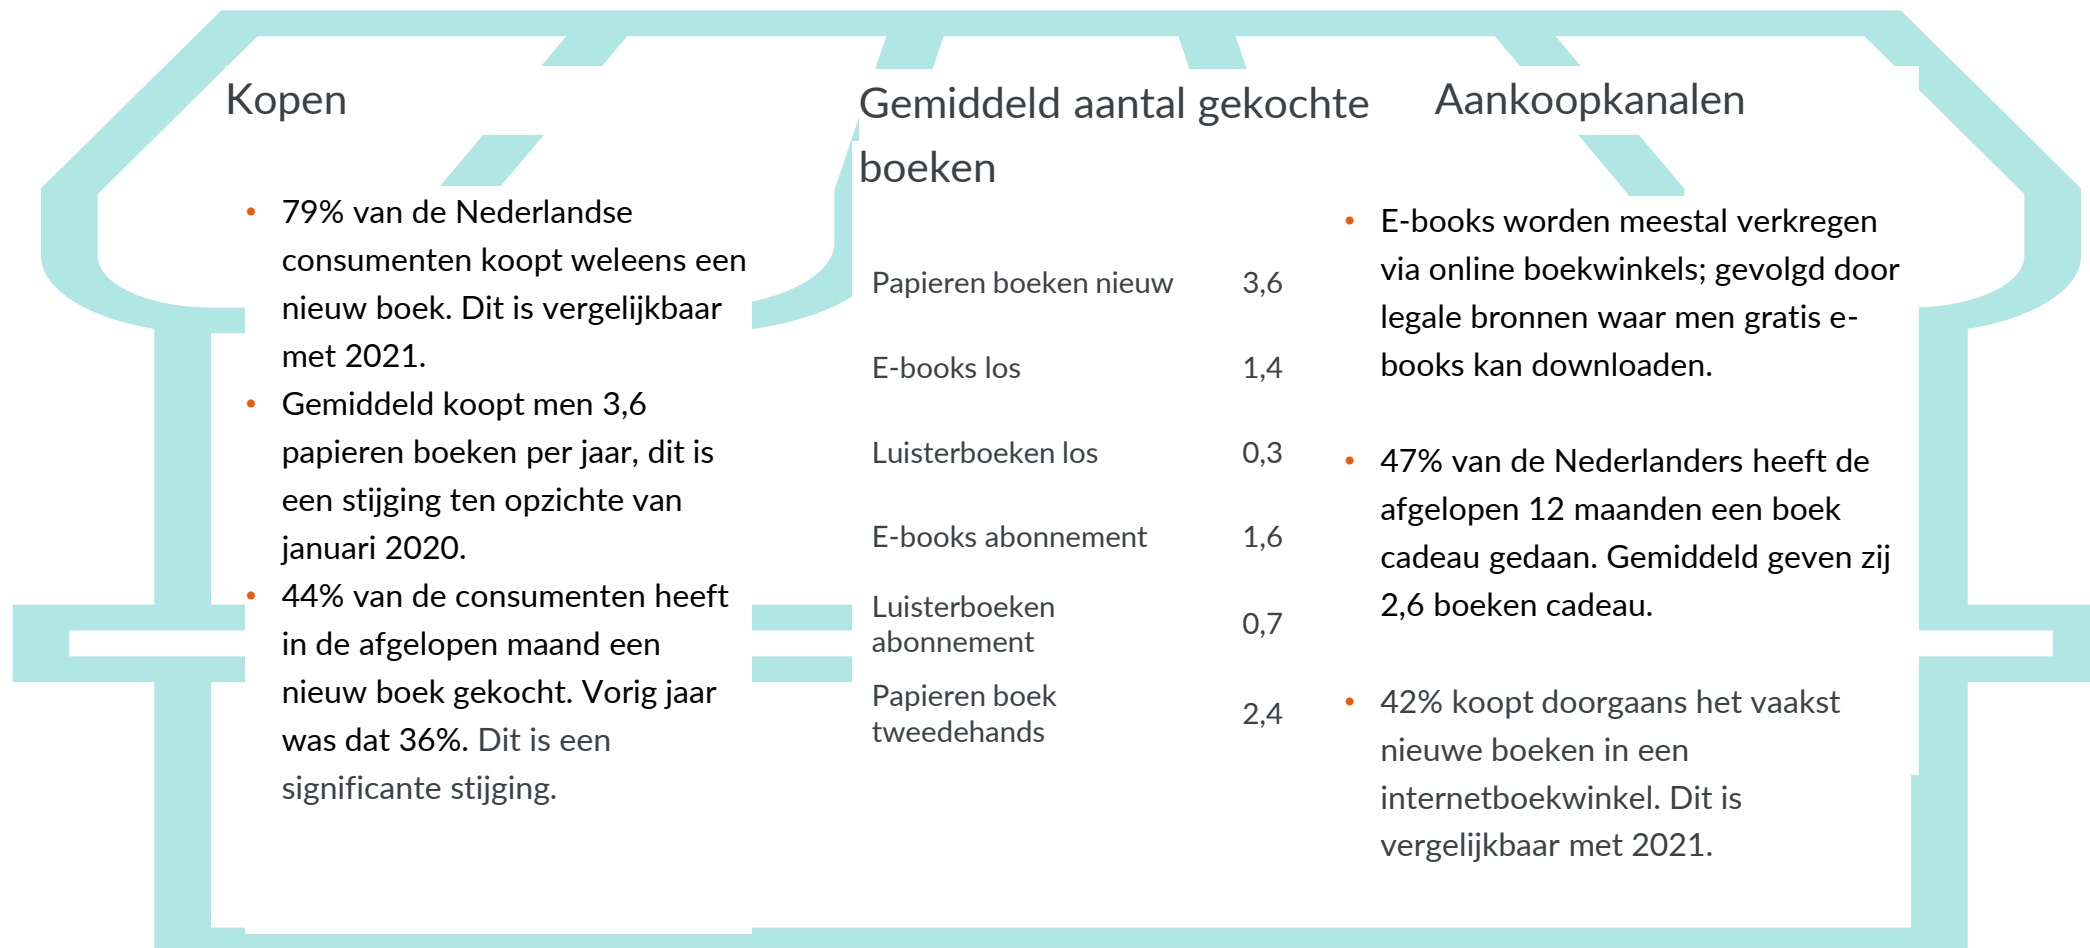 Kopen
• 79% van de Nederlandse
consumenten koopt weleens een
nieuw boek. Dit is vergelijkbaar
met 2021.
• Gemiddeld koopt men 3,6
papieren boeken per jaar, dit is
een stijging ten opzichte van
januari 2020.
• 44% van de consumenten heeft
in de afgelopen maand een
nieuw boek gekocht. Vorig jaar
was dat 36%. Dit is een
significante stijging.
Gemiddeld aantal gekochte
boeken
Papieren boeken nieuw 3,6
E-books los 1,4
Luisterboeken los 0,3
E-books abonnement 1,6
Luisterboeken
abonnement 0,7
Papieren boek
tweedehands 2,4
Aankoopkanalen
• E-books worden meestal verkregen
via online boekwinkels; gevolgd door
legale bronnen waar men gratis e-
books kan downloaden.
• 47% van de Nederlanders heeft de
afgelopen 12 maanden een boek
cadeau gedaan. Gemiddeld geven zij
2,6 boeken cadeau.
• 42% koopt doorgaans het vaakst
nieuwe boeken in een
internetboekwinkel. Dit is
vergelijkbaar met 2021.